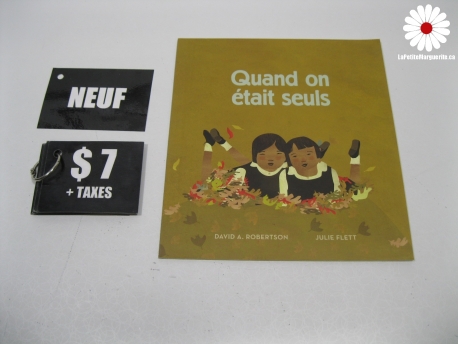 LaPetiteMarguerite.ca
NEUF
$ 7
+ TAXES
Quand on
était seuls
DAVID A. ROBERTSON JULIE FLETT